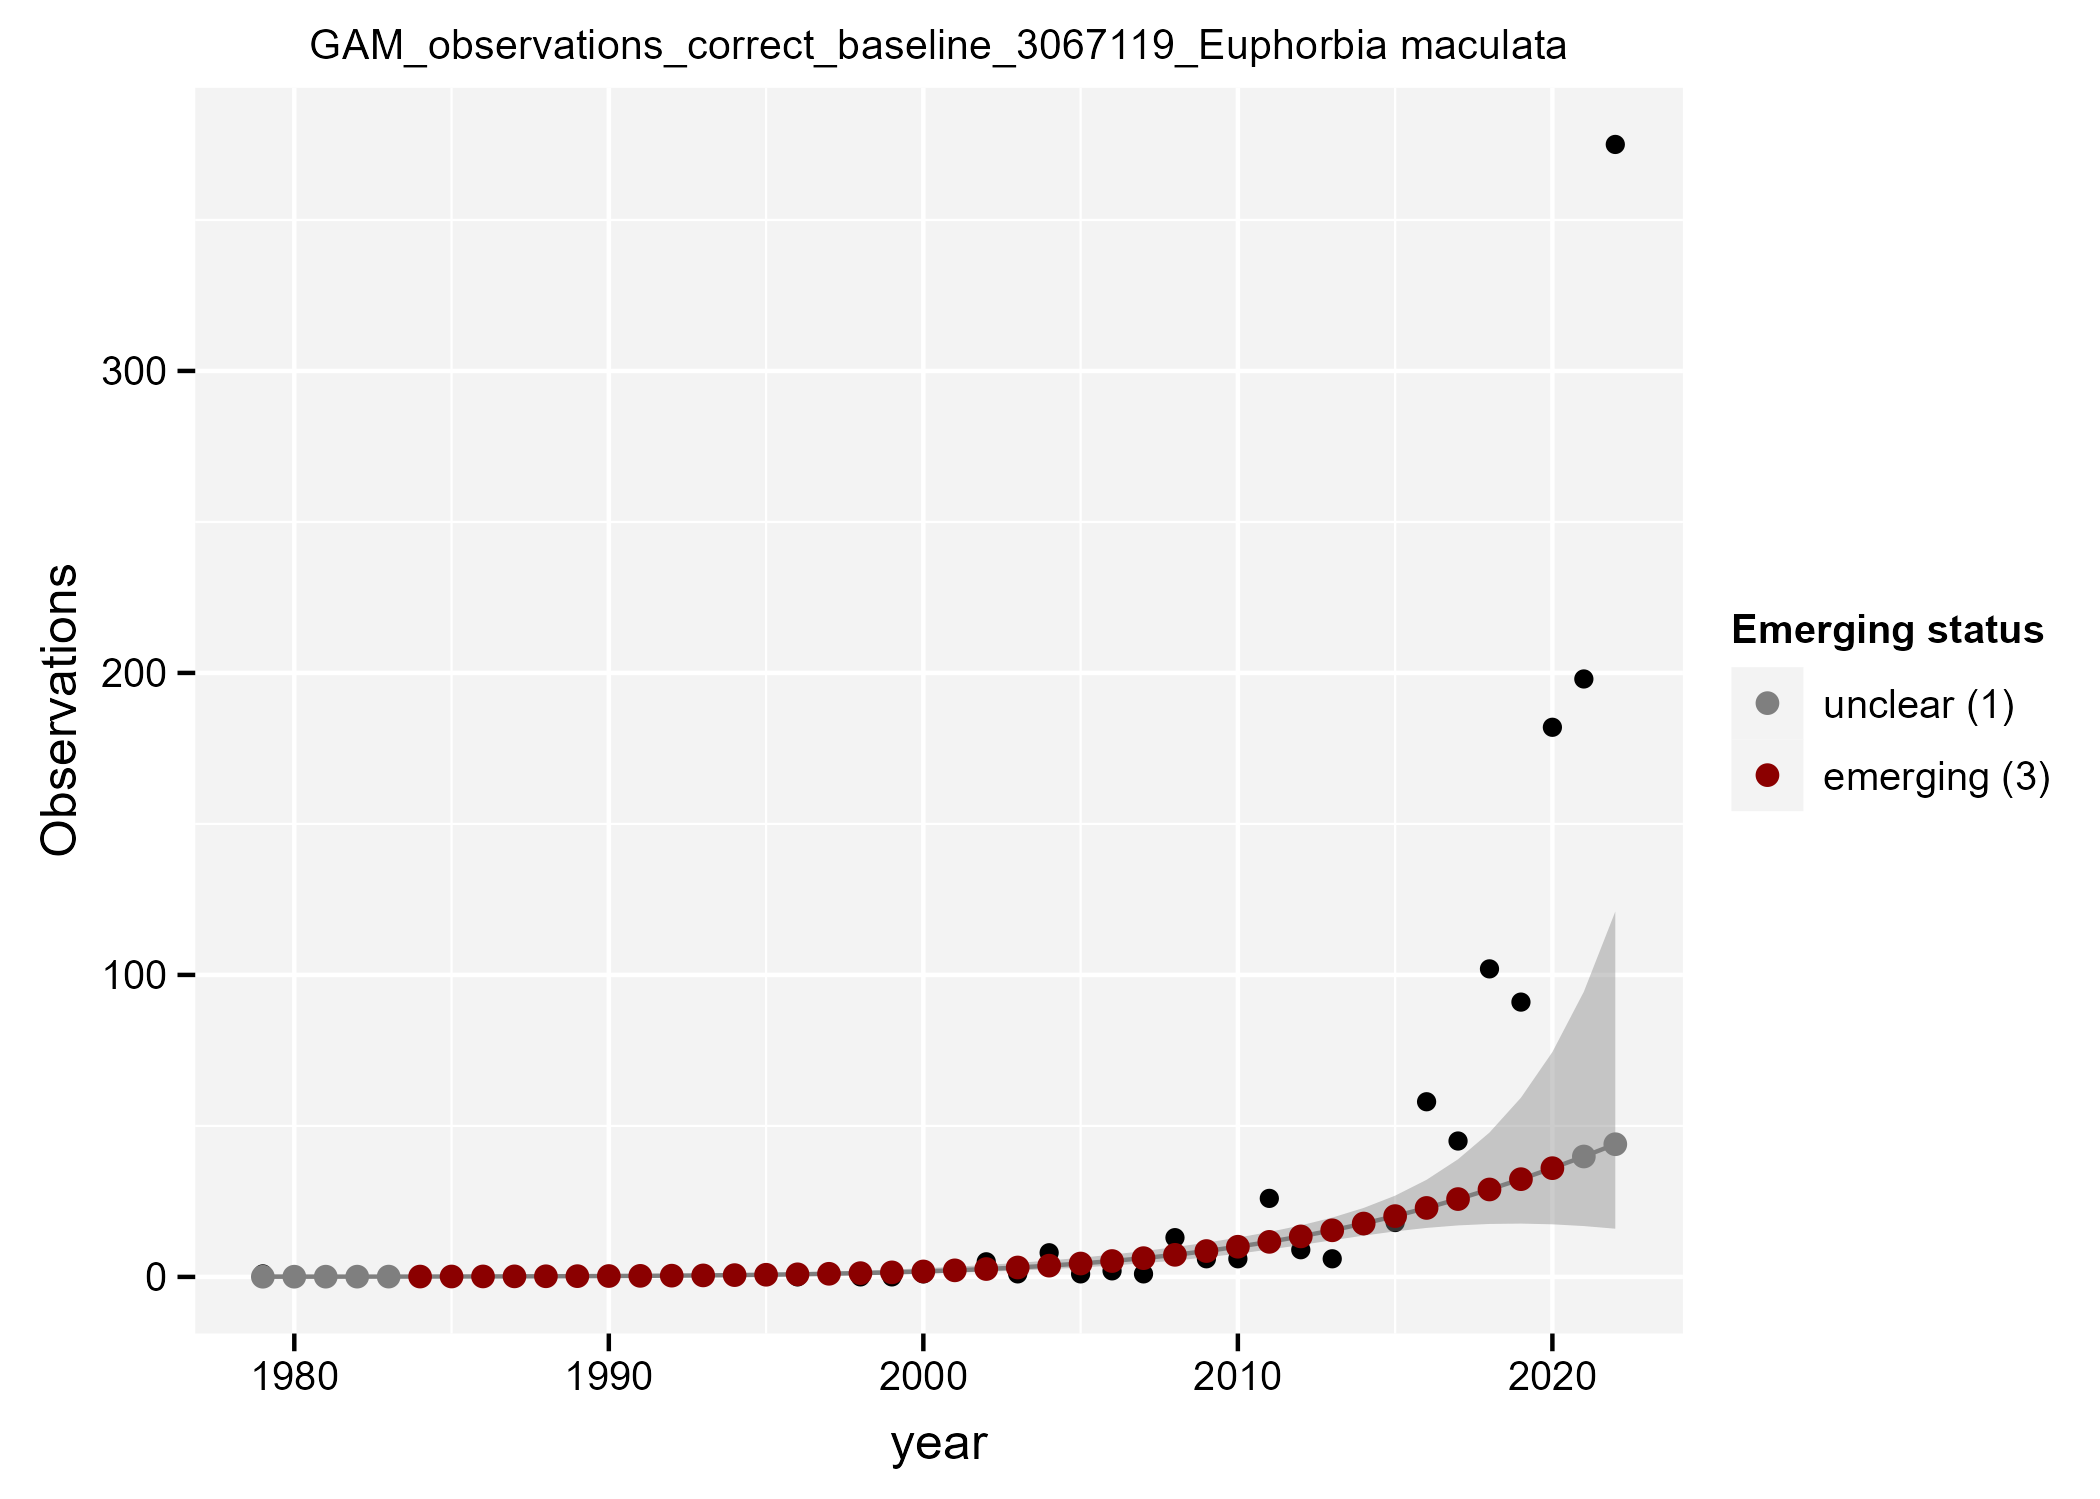 GAM_observations_correct_baseline_3067119_Euphorbia maculata
Observations
300
200
100
0
1980 1990 2000 2010 2020
year
Emerging status
unclear (1)
emerging (3)